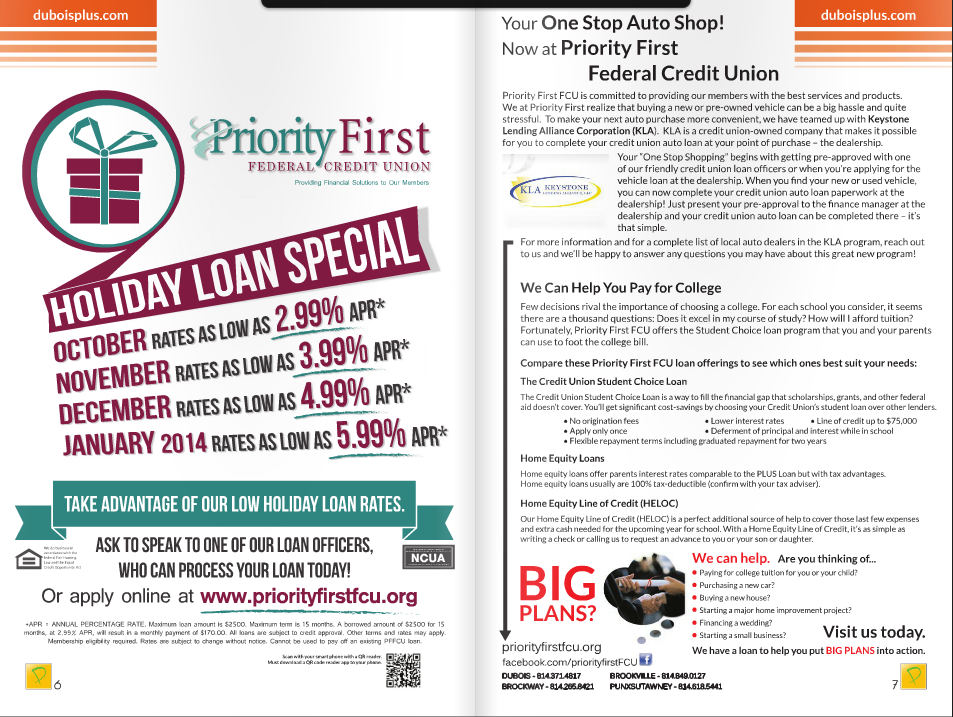 duboisplus.com
Priority First
FEDERAL CREDIT UNION
Providing Financial Solutions to Our Members
HOLIDAY LOAN SPECIAL
OCTOBER RATES AS LOW AS 2.99% APR*
NOVEMBER RATES AS LOW AS 3.99% APR*
DECEMBER RATES AS LOW AS 4.99% APR*
JANUARY 2014 RATES AS LOW AS 5.99% APR*
TAKE ADVANTAGE OF OUR LOW HOLIDAY LOAN RATES.
ASK TO SPEAK TO ONE OF OUR LOAN OFFICERS,
WHO CAN PROCESS YOUR LOAN TODAY!
NCUA
Or apply online at www.priorityfirstfcu.org
*APR = ANNUAL PERCENTAGE RATE. Maximum loan amount is $2500. Maximum term is 15 months. A borrowed amount of $2500 for 15
months, at 2.99% APR, will result in a monthly payment of $170.00. All loans are subject to credit approval. Other terms and rates may apply.
Membership eligibility required. Rates are subject to change without notice. Cannot be used to pay off an existing PFFCU loan.
Scan with your smart phone with a QR reader.
Must download a QR code reader app to your phone.
6
duboisplus.com
Your One Stop Auto Shop!
Now at Priority First
Federal Credit Union
Priority First FCU is committed to providing our members with the best services and products.
We at Priority First realize that buying a new or pre-owned vehicle can be a big hassle and quite
stressful. To make your next auto purchase more convenient, we have teamed up with Keystone
Lending Alliance Corporation (KLA). KLA is a credit union-owned company that makes it possible
for you to complete your credit union auto loan at your point of purchase – the dealership.
KLA KEYSTONE
Your "One Stop Shopping" begins with getting pre-approved with one
of our friendly credit union loan officers or when you're applying for the
vehicle loan at the dealership. When you find your new or used vehicle,
you can now complete your credit union auto loan paperwork at the
dealership! Just present your pre-approval to the finance manager at the
dealership and your credit union auto loan can be completed there – it's
that simple.
For more information and for a complete list of local auto dealers in the KLA program, reach out
to us and we'll be happy to answer any questions you may have about this great new program!
We Can Help You Pay for College
Few decisions rival the importance of choosing a college. For each school you consider, it seems
there are a thousand questions: Does it excel in my course of study? How will I afford tuition?
Fortunately, Priority First FCU offers the Student Choice loan program that you and your parents
can use to foot the college bill.
Compare these Priority First FCU loan offerings to see which ones best suit your needs:
The Credit Union Student Choice Loan
The Credit Union Student Choice Loan is a way to fill the financial gap that scholarships, grants, and other federal
aid doesn't cover. You'll get significant cost-savings by choosing your Credit Union's student loan over other lenders.
• No origination fees • Lower interest rates • Line of credit up to $75,000
• Apply only once • Deferment of principal and interest while in school
• Flexible repayment terms including graduated repayment for two years
Home Equity Loans
Home equity loans offer parents interest rates comparable to the PLUS Loan but with tax advantages.
Home equity loans usually are 100% tax-deductible (confirm with your tax adviser).
Home Equity Line of Credit (HELOC)
Our Home Equity Line of Credit (HELOC) is a perfect additional source of help to cover those last few expenses
and extra cash needed for the upcoming year for school. With a Home Equity Line of Credit, it's as simple as
writing a check or calling us to request an advance to you or your son or daughter.
BIG
PLANS?
We can help. Are you thinking of...
• Paying for college tuition for you or your child?
• Purchasing a new car?
• Buying a new house?
• Starting a major home improvement project?
• Financing a wedding?
• Starting a small business?
Visit us today.
We have a loan to help you put BIG PLANS into action.
priorityfirstfcu.org
facebook.com/priorityfirstFCU f
DUBOIS - 814.371.4817 BROOKVILLE - 814.849.0127
BROCKWAY - 814.265.8421 PUNXSUTAWNEY - 814.618.5441
7